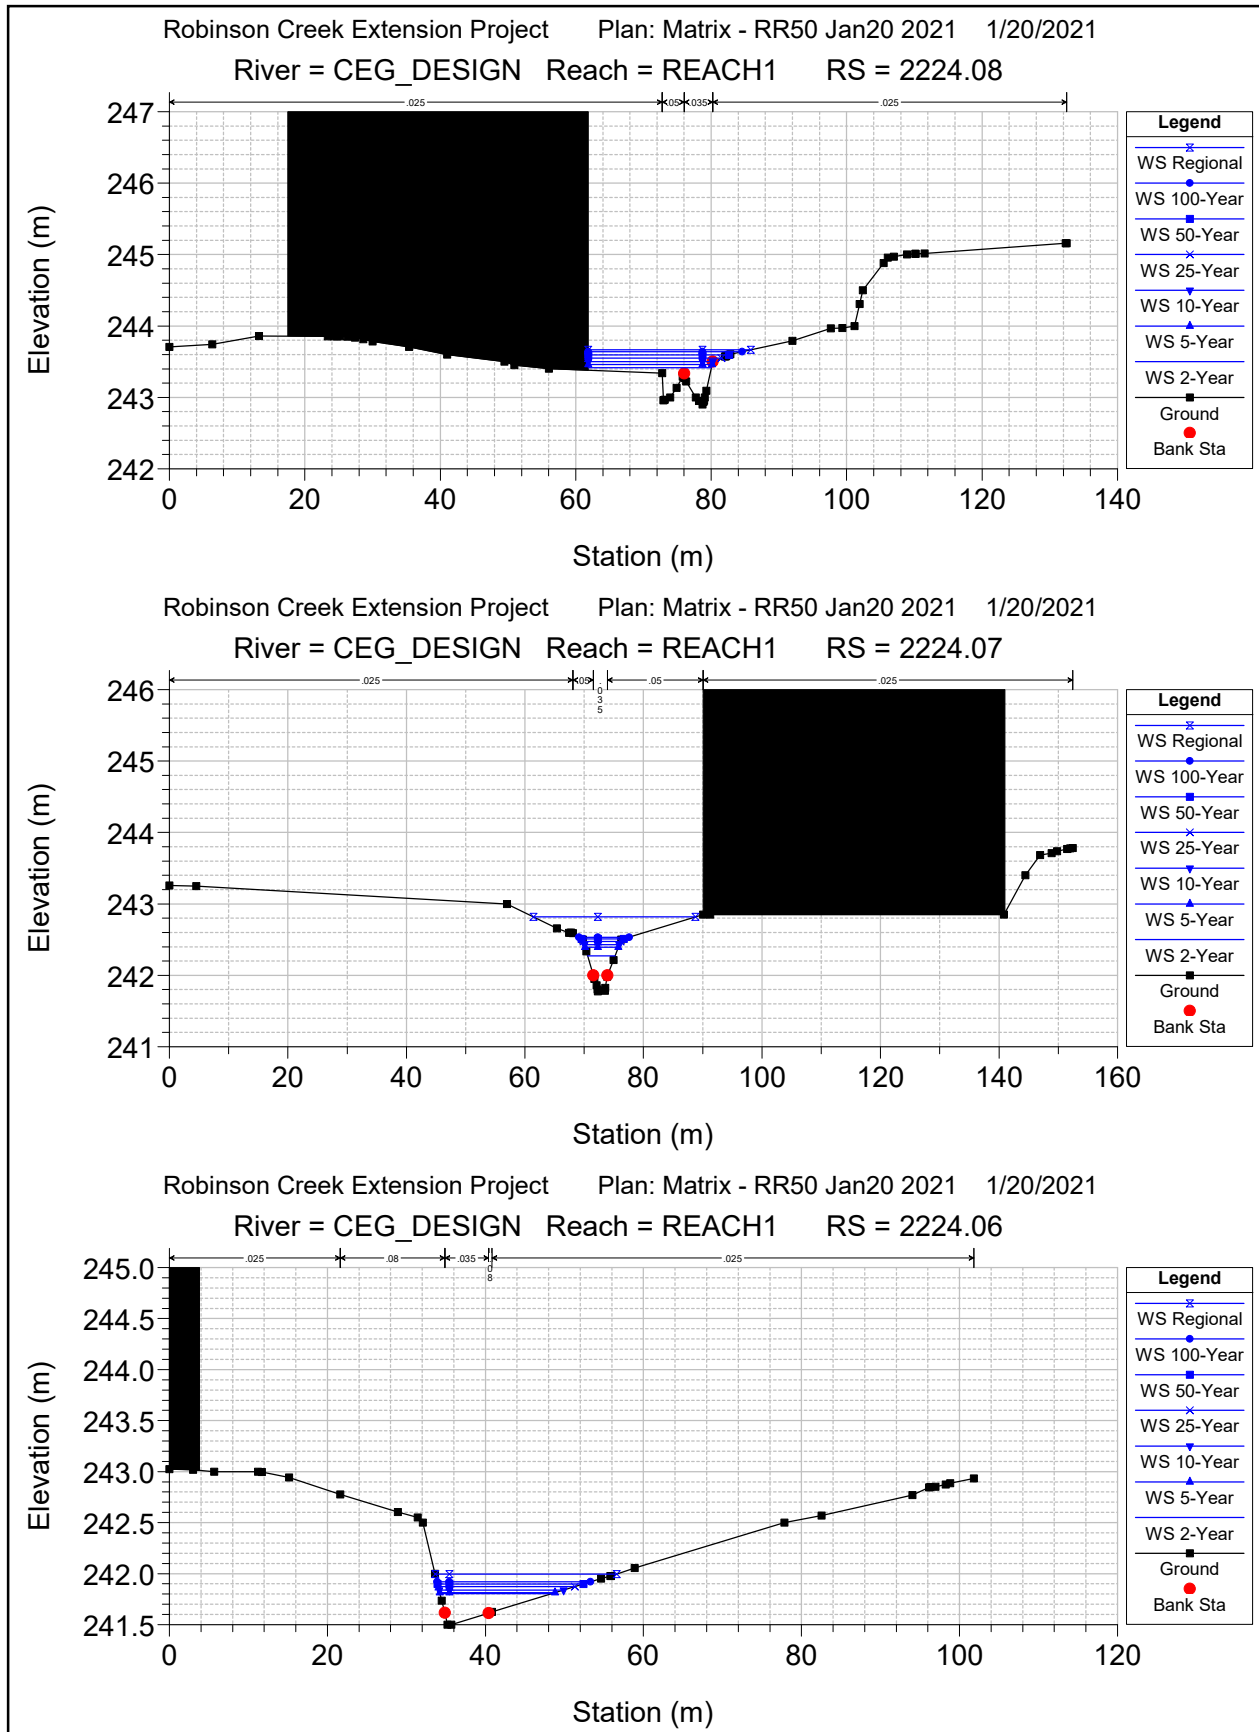 Robinson Creek Extension Project Plan: Matrix - RR50 Jan20 2021 1/20/2021
River = CEG_DESIGN Reach = REACH1 RS = 2224.08
.025 .05 .035 .025
247
246
245
244
243
242
Elevation (m)
0 20 40 60 80 100 120 140
Station (m)
Legend
WS Regional
WS 100-Year
WS 50-Year
WS 25-Year
WS 10-Year
WS 5-Year
WS 2-Year
Ground
Bank Sta
Robinson Creek Extension Project Plan: Matrix - RR50 Jan20 2021 1/20/2021
River = CEG_DESIGN Reach = REACH1 RS = 2224.07
.025 .05 .035 .05 .025
246
245
244
243
242
241
Elevation (m)
0 20 40 60 80 100 120 140 160
Station (m)
Legend
WS Regional
WS 100-Year
WS 50-Year
WS 25-Year
WS 10-Year
WS 5-Year
WS 2-Year
Ground
Bank Sta
Robinson Creek Extension Project Plan: Matrix - RR50 Jan20 2021 1/20/2021
River = CEG_DESIGN Reach = REACH1 RS = 2224.06
.025 .08 .035 .08 .025
245.0
244.5
244.0
243.5
243.0
242.5
242.0
241.5
Elevation (m)
0 20 40 60 80 100 120
Station (m)
Legend
WS Regional
WS 100-Year
WS 50-Year
WS 25-Year
WS 10-Year
WS 5-Year
WS 2-Year
Ground
Bank Sta